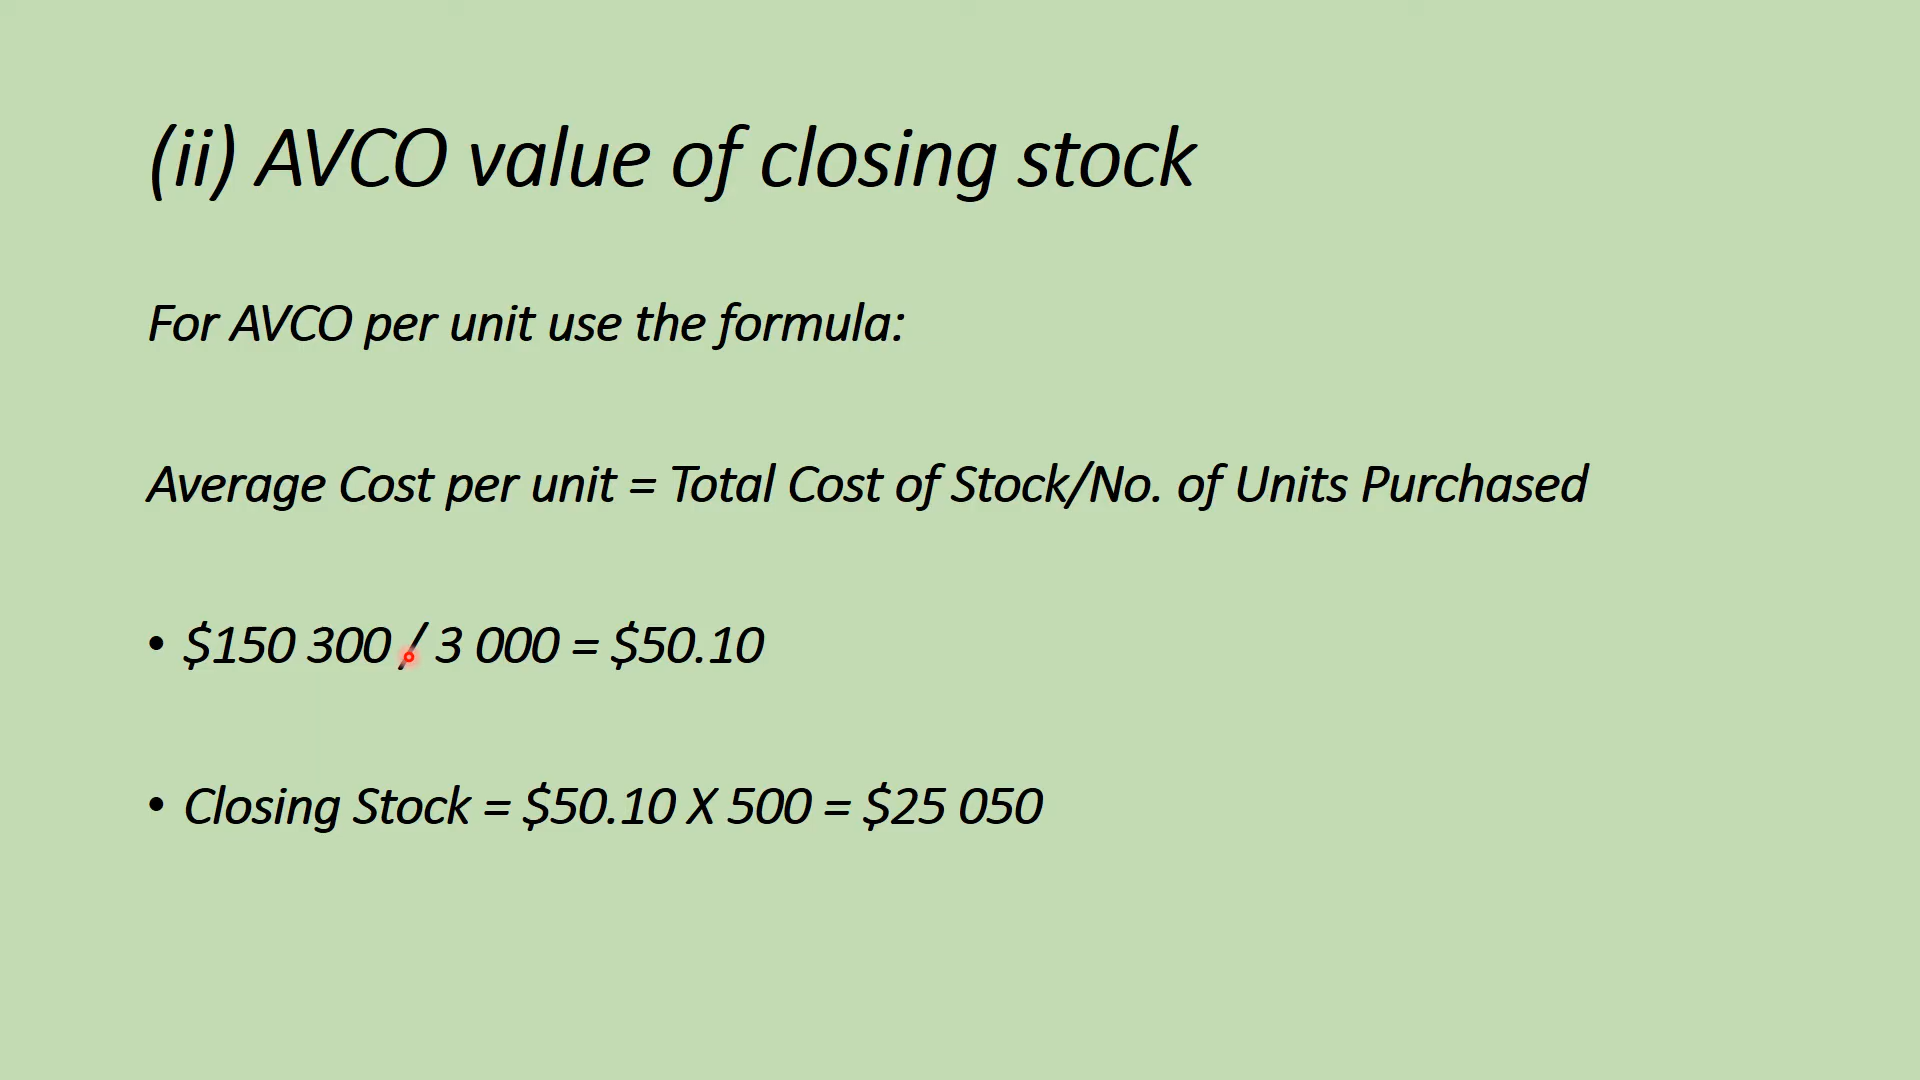 (ii) AVCO value of closing stock
For AVCO per unit use the formula:
Average Cost per unit = Total Cost of Stock/No. of Units Purchased
• $150 300 / 3 000 = $50.10
• Closing Stock = $50.10 X 500 = $25 050